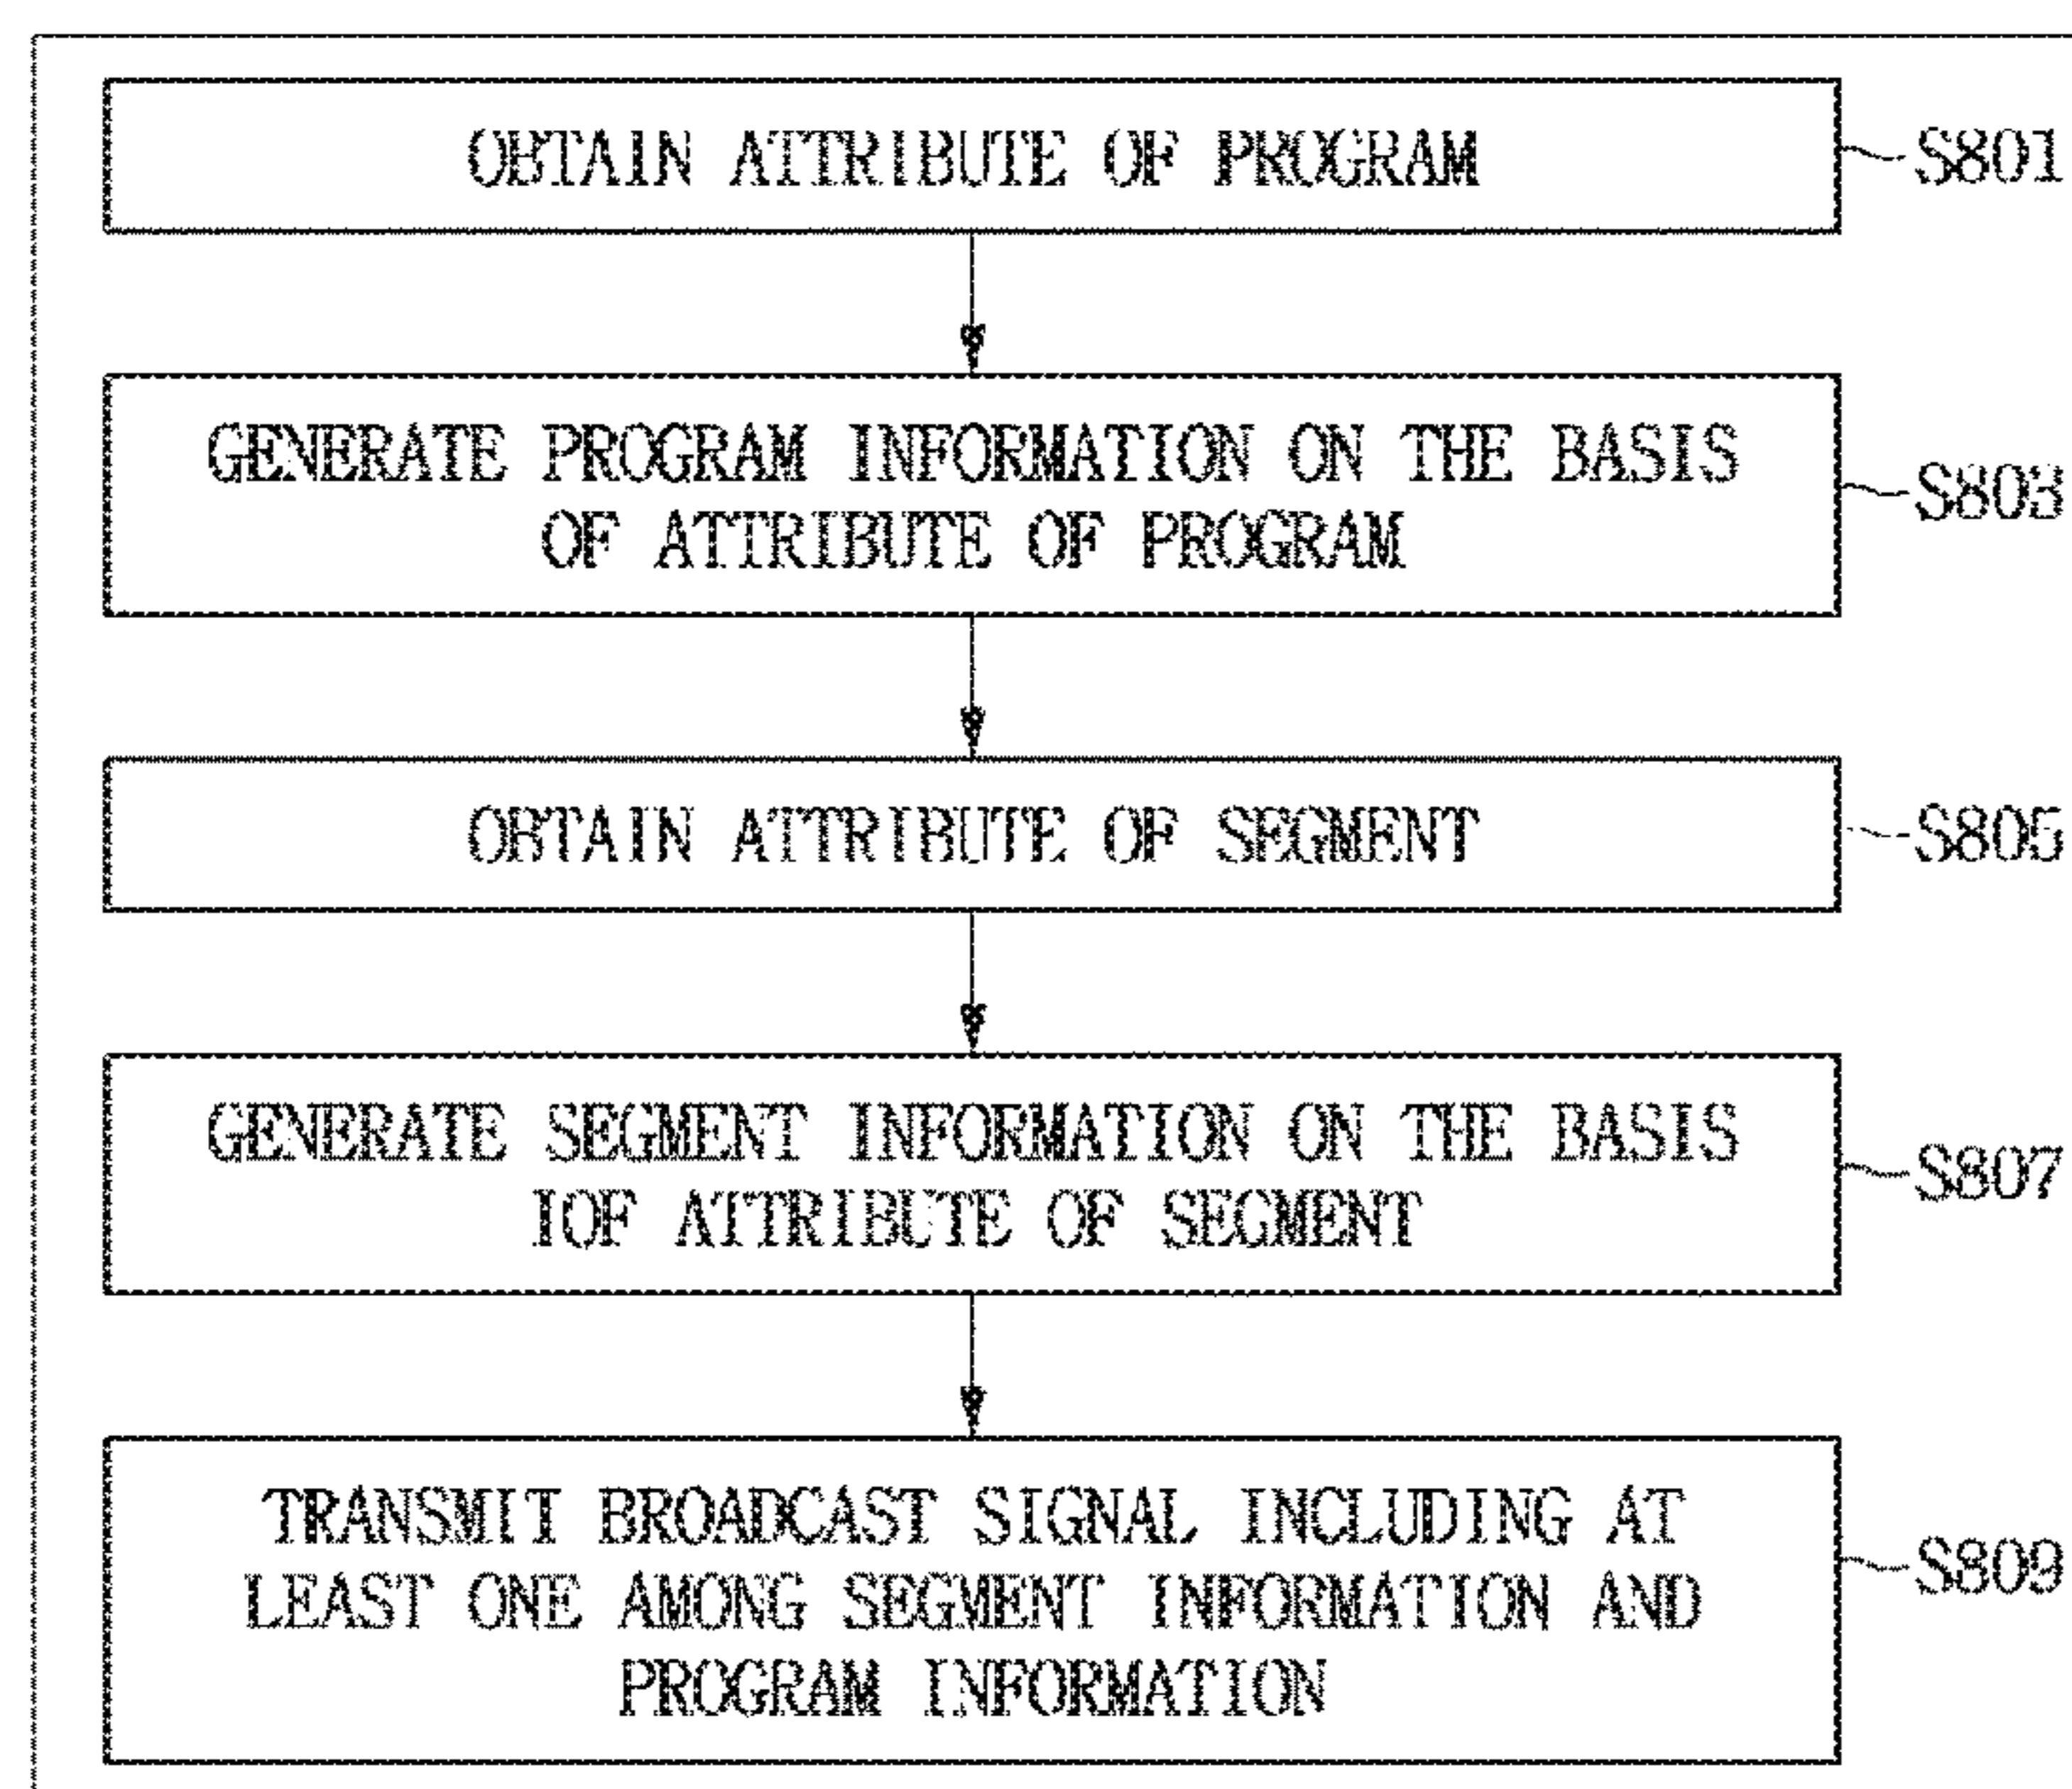 OBTAIN ATTRIBUTE OF PROGRAM
S801
GENERATE PROGRAM INFORMATION ON THE BASIS
OF ATTRIBUTE OF PROGRAM
S803
OBTAIN ATTRIBUTE OF SEGMENT
S805
GENERATE SEGMENT INFORMATION ON THE BASIS
IOF ATTRIBUTE OF SEGMENT
S807
TRANSMIT BROADCAST SIGNAL INCLUDING AT
LEAST ONE AMONG SEGMENT INFORMATION AND
PROGRAM INFORMATION
S809